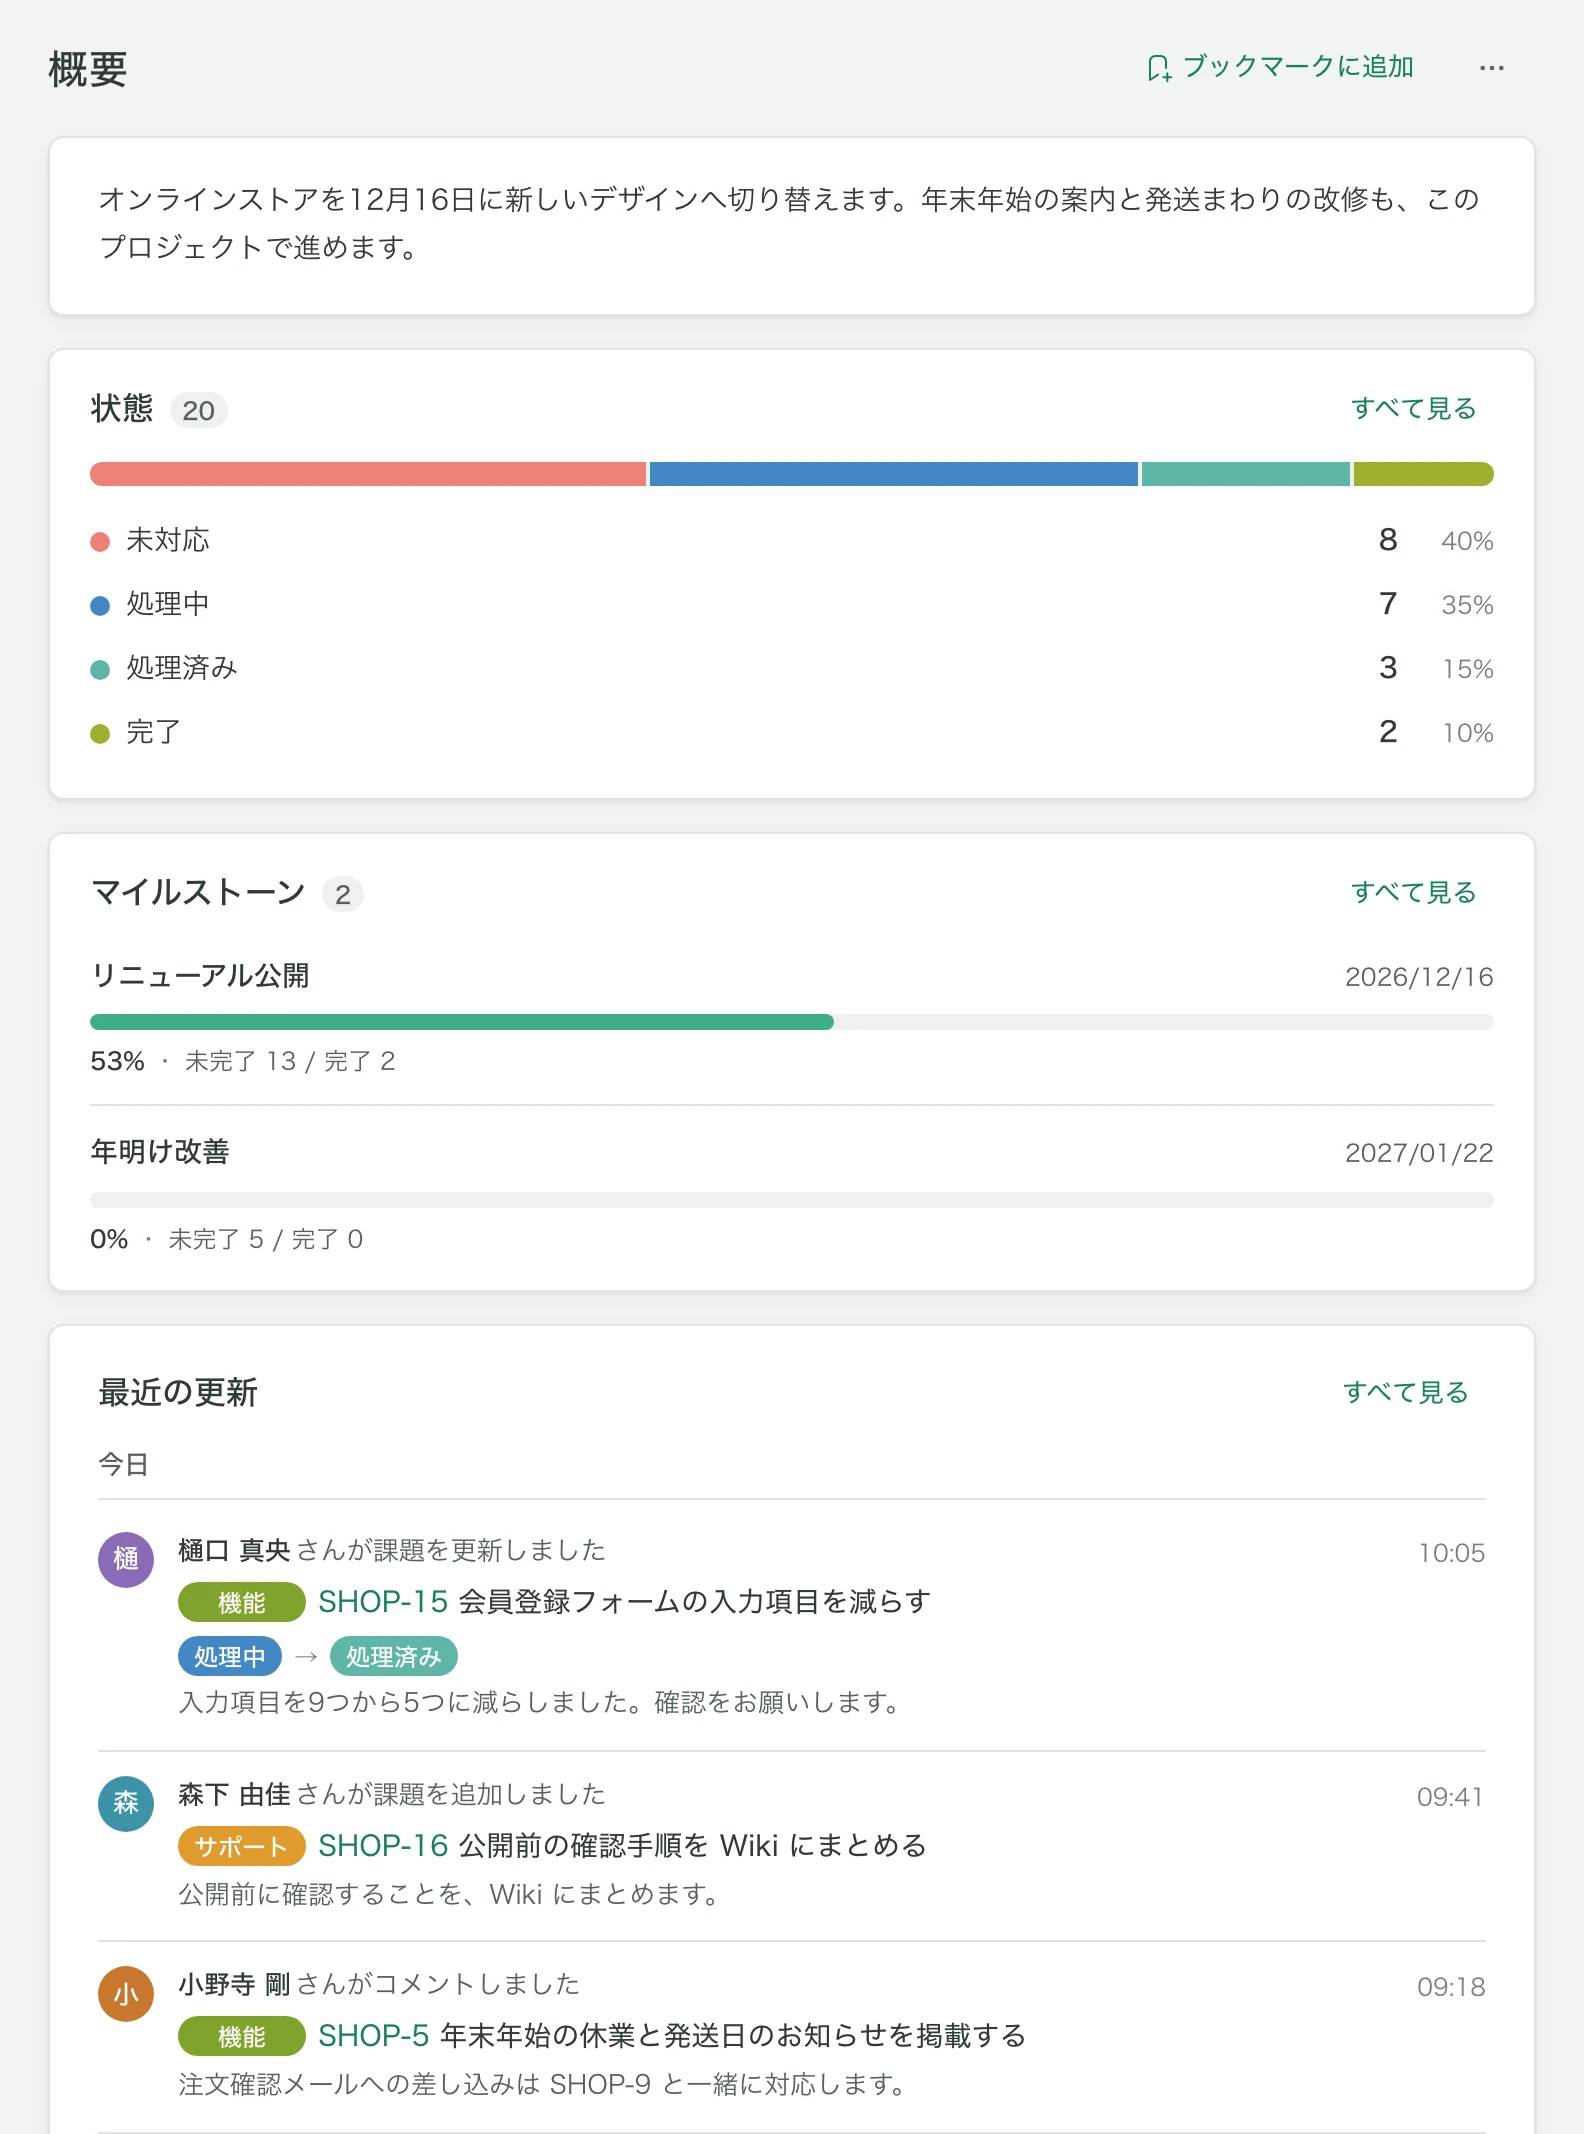 概要
ブックマークに追加
オンラインストアを12月16日に新しいデザインへ切り替えます。年末年始の案内と発送まわりの改修も、この
プロジェクトで進めます。
状態 20
すべて見る
未対応 8 40%
処理中 7 35%
処理済み 3 15%
完了 2 10%
マイルストーン 2
すべて見る
リニューアル公開 2026/12/16
53% ・ 未完了 13 / 完了 2
年明け改善 2027/01/22
0% ・ 未完了 5 / 完了 0
最近の更新
すべて見る
今日
樋
樋口 真央 さんが課題を更新しました 10:05
機能 SHOP-15 会員登録フォームの入力項目を減らす
処理中 → 処理済み
入力項目を9つから5つに減らしました。確認をお願いします。
森
森下 由佳 さんが課題を追加しました 09:41
サポート SHOP-16 公開前の確認手順を Wiki にまとめる
公開前に確認することを、Wiki にまとめます。
小
小野寺 剛 さんがコメントしました 09:18
機能 SHOP-5 年末年始の休業と発送日のお知らせを掲載する
注文確認メールへの差し込みは SHOP-9 と一緒に対応します。